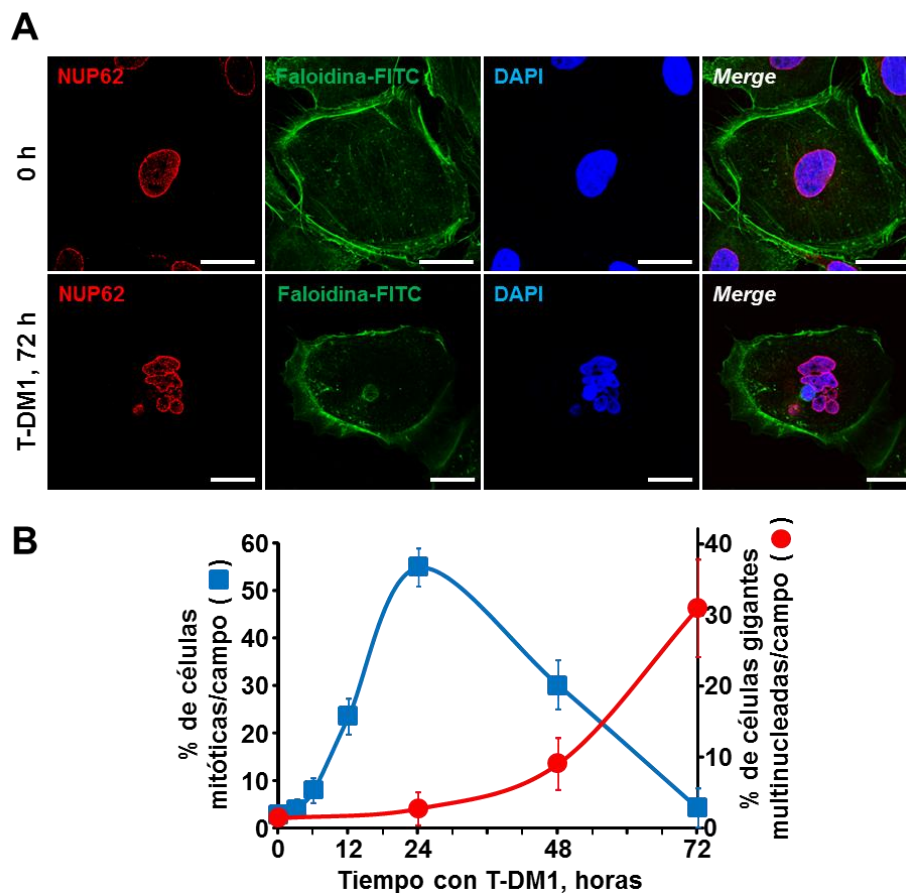 A
NUP62
Faloidina-FITC
DAPI
Merge
0 h
NUP62
Faloidina-FITC
DAPI
Merge
T-DM1, 72 h
B
% de células
mitóticas/campo ( )
60
50
40
30
20
10
0
40
30
20
10
0
% de células gigantes
multinucleadas/campo ( )
0
12
24
48
72
Tiempo con T-DM1, horas